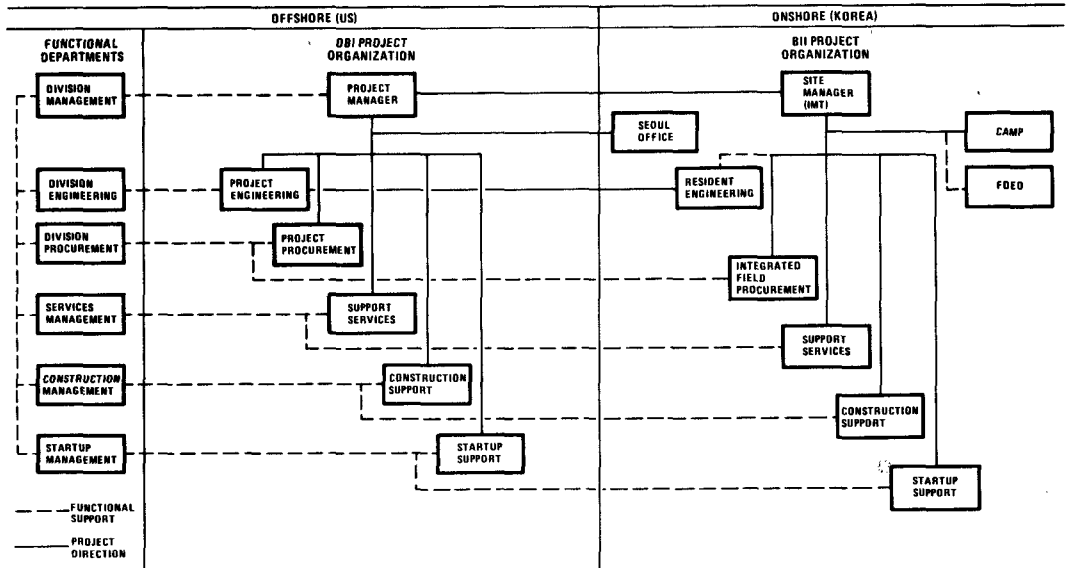 OFFSHORE (US)
ONSHORE (KOREA)
FUNCTIONAL
DEPARTMENTS
OBI PROJECT
ORGANIZATION
BII PROJECT
ORGANIZATION
DIVISION
MANAGEMENT
PROJECT
MANAGER
SITE
MANAGER
(IMT)
SEOUL
OFFICE
CAMP
DIVISION
ENGINEERING
PROJECT
ENGINEERING
RESIDENT
ENGINEERING
FDEO
DIVISION
PROCUREMENT
PROJECT
PROCUREMENT
INTEGRATED
FIELD
PROCUREMENT
SERVICES
MANAGEMENT
SUPPORT
SERVICES
SUPPORT
SERVICES
CONSTRUCTION
MANAGEMENT
CONSTRUCTION
SUPPORT
CONSTRUCTION
SUPPORT
STARTUP
MANAGEMENT
STARTUP
SUPPORT
STARTUP
SUPPORT
FUNCTIONAL
SUPPORT
PROJECT
DIRECTION